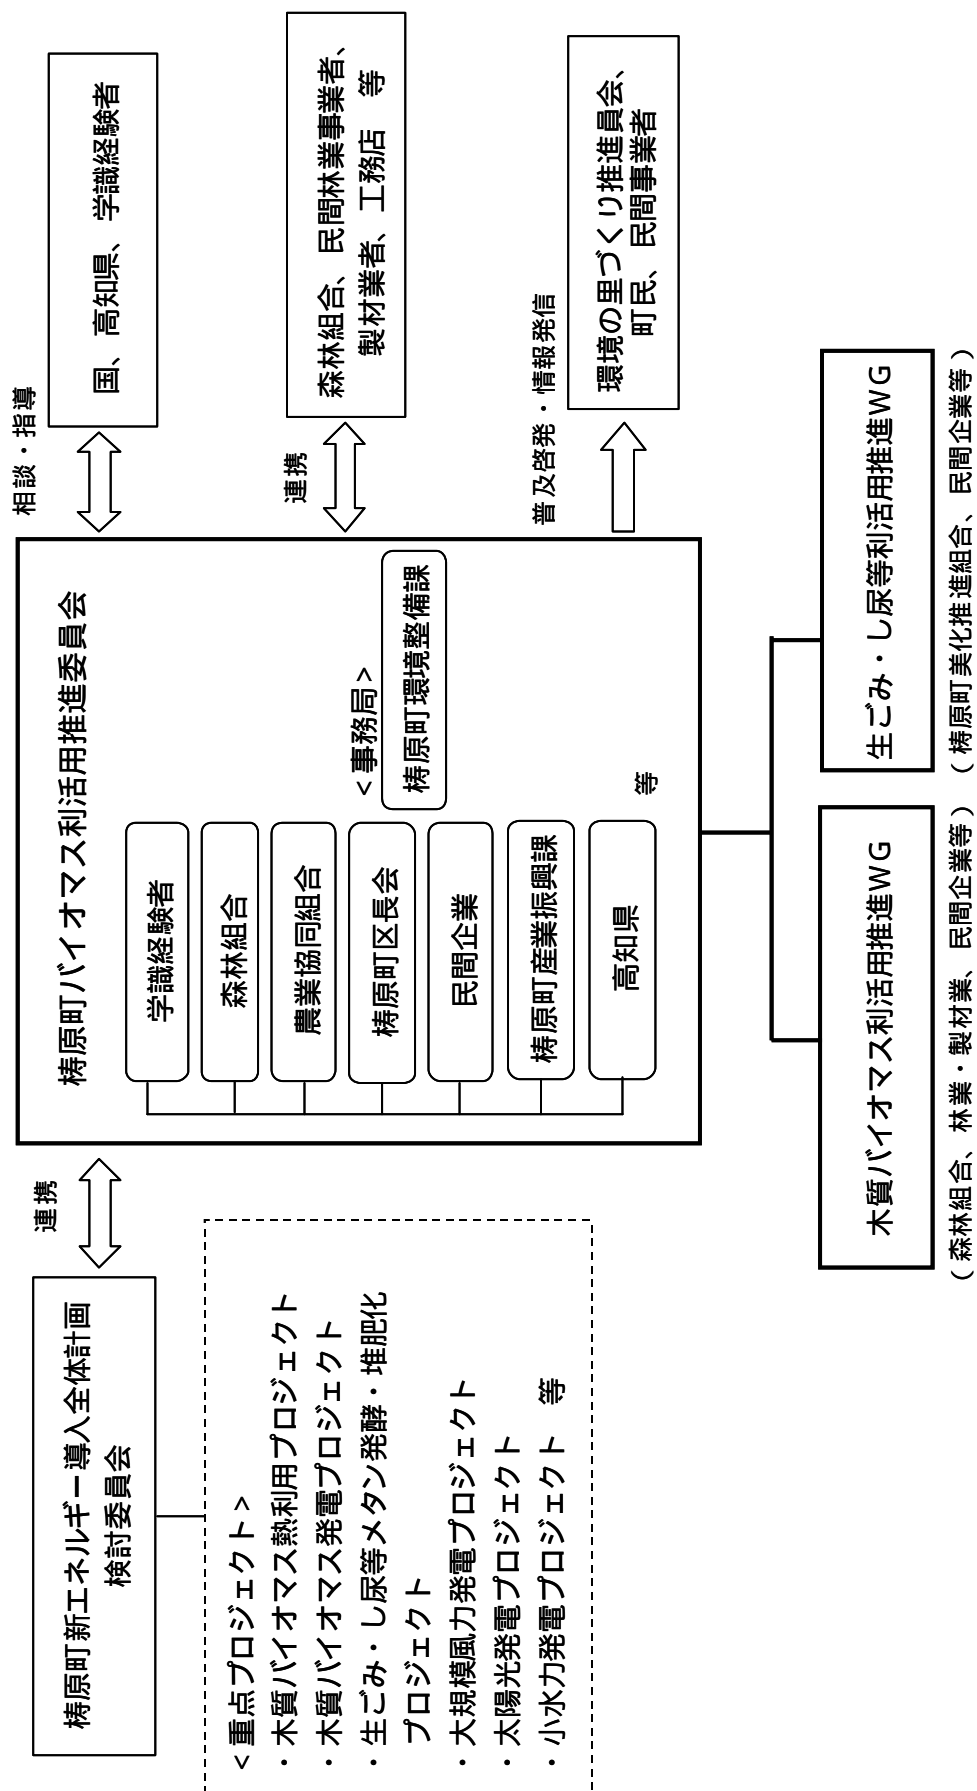 梼原町新エネルギー導入全体計画
検討委員会
連携
＜重点プロジェクト＞
・木質バイオマス熱利用プロジェクト
・木質バイオマス発電プロジェクト
・生ごみ・し尿等メタン発酵・堆肥化
プロジェクト
・大規模風力発電プロジェクト
・太陽光発電プロジェクト
・小水力発電プロジェクト　等
梼原町バイオマス利活用推進委員会
学識経験者
森林組合
農業協同組合
梼原町区長会
民間企業
梼原町産業振興課
高知県
等
＜事務局＞
梼原町環境整備課
相談・指導
国、高知県、学識経験者
連携
森林組合、民間林業事業者、
製材業者、工務店　等
普及啓発・情報発信
環境の里づくり推進員会、
町民、民間事業者
木質バイオマス利活用推進WG
（森林組合、林業・製材業、民間企業等）
生ごみ・し尿等利活用推進WG
（梼原町美化推進組合、民間企業等）